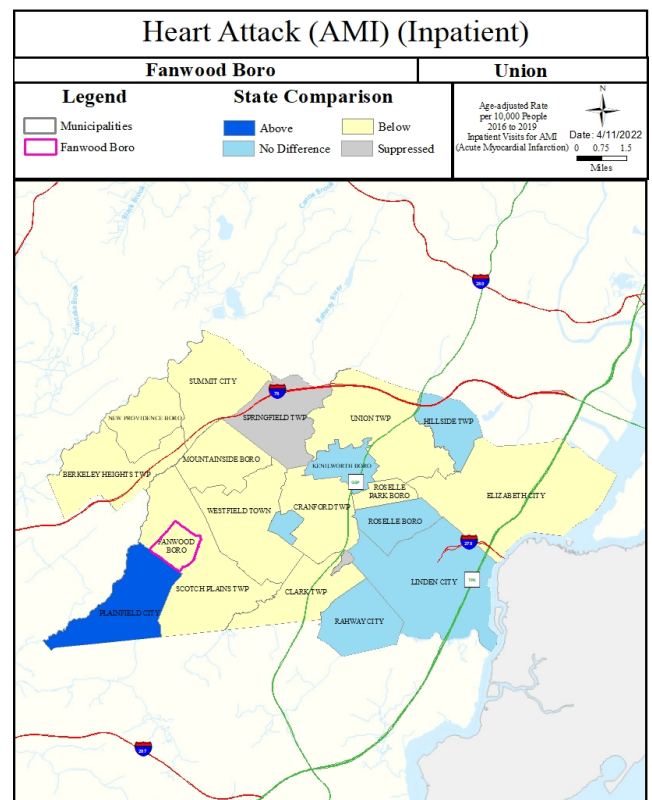 Heart Attack (AMI) (Inpatient)
Fanwood Boro
Union
Legend
Municipalities
Fanwood Boro
State Comparison
Above
Below
No Difference
Suppressed
Age-adjusted Rate
per 10,000 People
2016 to 2019
Inpatient Visits for AMI
(Acute Myocardial Infarction)
N
Date: 4/11/2022
0 0.75 1.5
Miles
280
SUMMIT CITY
78
NEW PROVIDENCE BORO
SPRINGFIELD TWP
UNION TWP
HILLSIDE TWP
MOUNTAINSIDE BORO
KENILWORTH BORO
BERKELEY HEIGHTS TWP
GSP
ROSELLE
PARK BORO
ELIZABETH CITY
WESTFIELD TOWN
CRANFORD TWP
ROSELLE BORO
FANWOOD
BORO
278
LINDEN CITY
SCOTCH PLAINS TWP
CLARK TWP
PLAINFIELD CITY
RAHWAY CITY
287